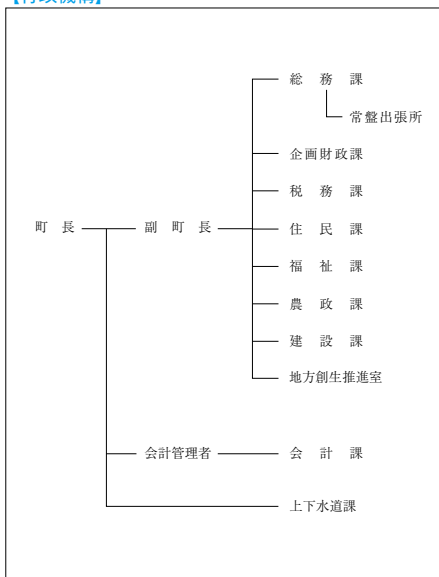 【行政機構】
総務課
常盤出張所
企画財政課
税務課
町長
副町長
住民課
福祉課
農政課
建設課
地方創生推進室
会計管理者
会計課
上下水道課